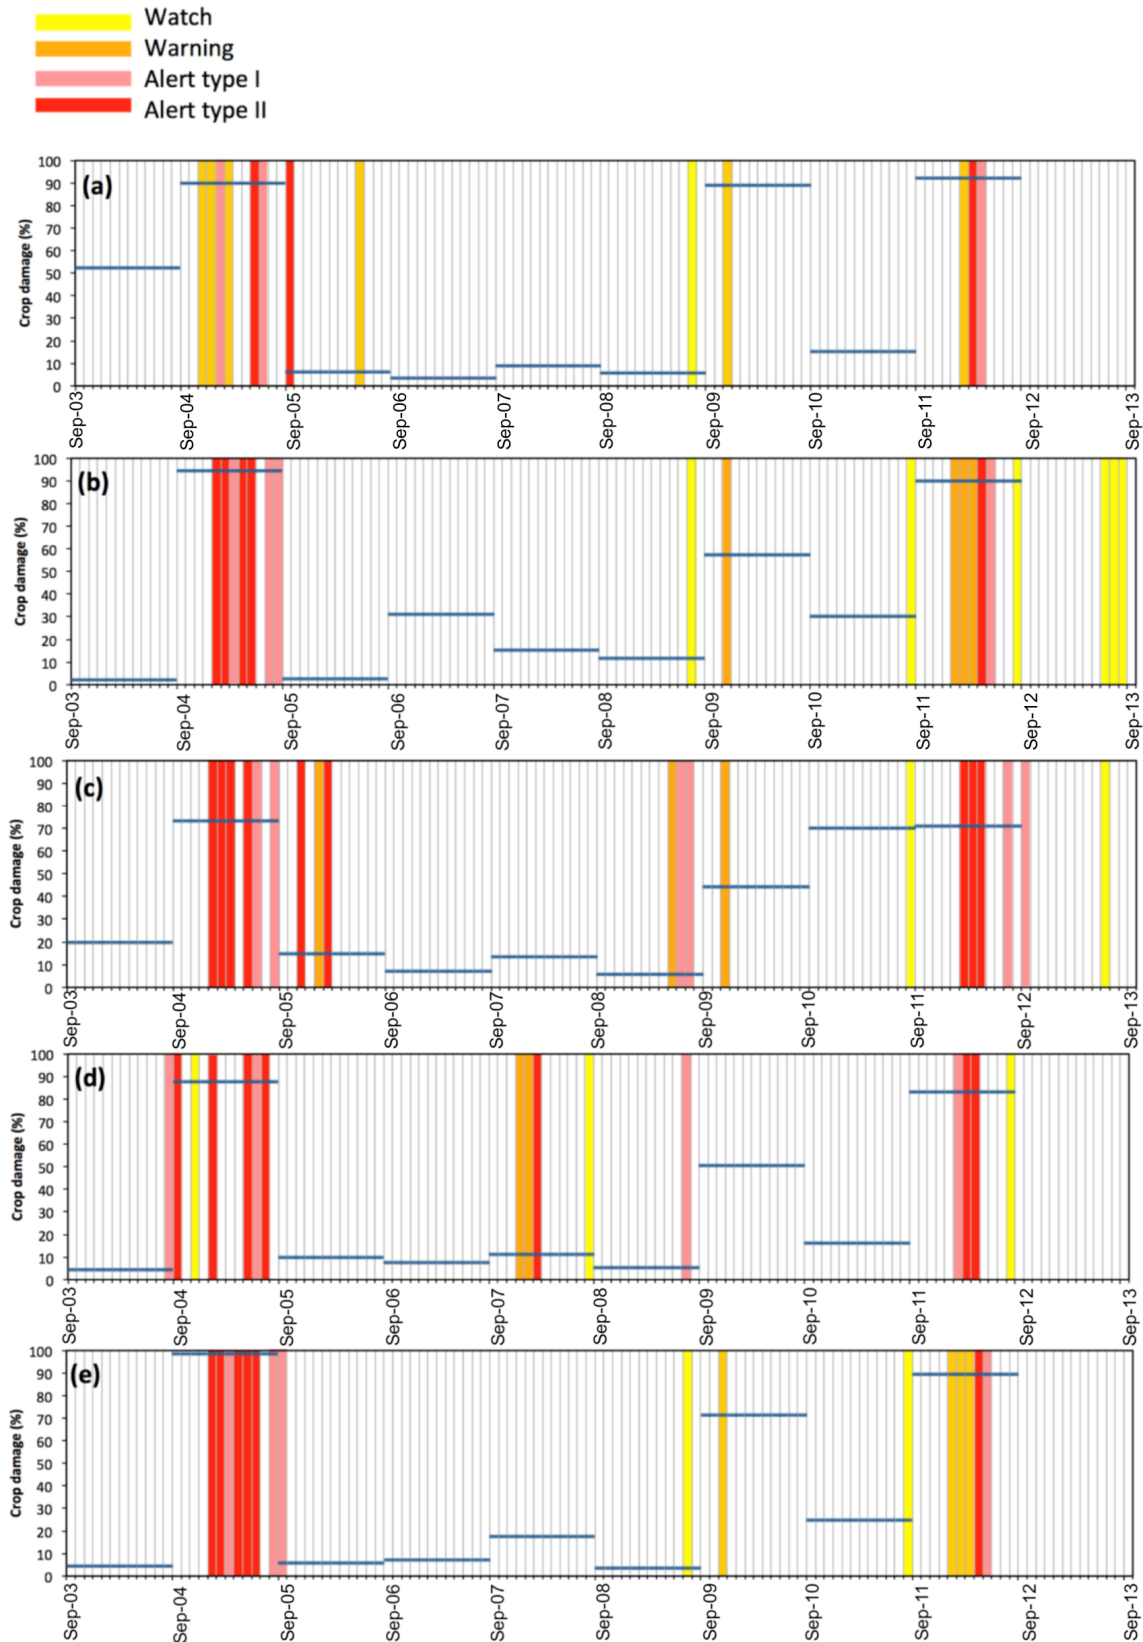 Watch
Warning
Alert type I
Alert type II
(a)
Crop damage (%)
100
90
80
70
60
50
40
30
20
10
0
Sep-03
Sep-04
Sep-05
Sep-06
Sep-07
Sep-08
Sep-09
Sep-10
Sep-11
Sep-12
Sep-13
(b)
Crop damage (%)
100
90
80
70
60
50
40
30
20
10
0
Sep-03
Sep-04
Sep-05
Sep-06
Sep-07
Sep-08
Sep-09
Sep-10
Sep-11
Sep-12
Sep-13
(c)
Crop damage (%)
100
90
80
70
60
50
40
30
20
10
0
Sep-03
Sep-04
Sep-05
Sep-06
Sep-07
Sep-08
Sep-09
Sep-10
Sep-11
Sep-12
Sep-13
(d)
Crop damage (%)
100
90
80
70
60
50
40
30
20
10
0
Sep-03
Sep-04
Sep-05
Sep-06
Sep-07
Sep-08
Sep-09
Sep-10
Sep-11
Sep-12
Sep-13
(e)
Crop damage (%)
100
90
80
70
60
50
40
30
20
10
0
Sep-03
Sep-04
Sep-05
Sep-06
Sep-07
Sep-08
Sep-09
Sep-10
Sep-11
Sep-12
Sep-13